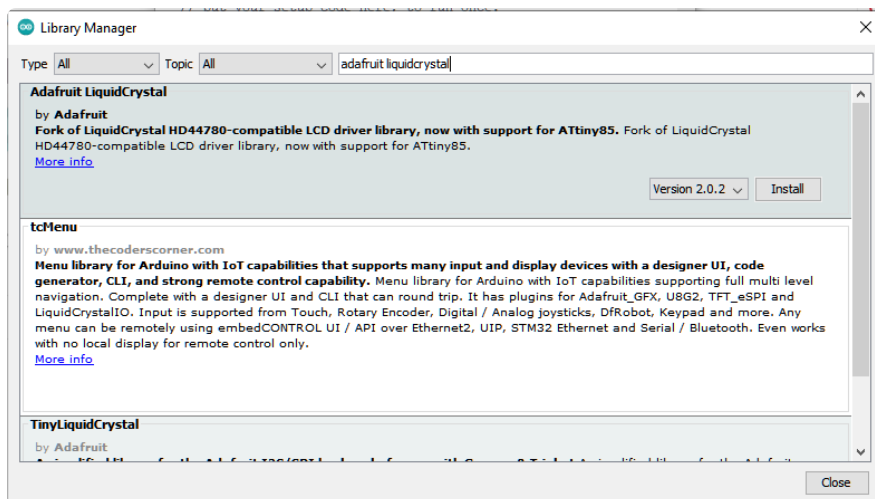 // put your setup code here, to run once:
Library Manager
Type All Topic All adafruit liquidcrystal
Adafruit LiquidCrystal
by Adafruit
Fork of LiquidCrystal HD44780-compatible LCD driver library, now with support for ATtiny85. Fork of LiquidCrystal
HD44780-compatible LCD driver library, now with support for ATtiny85.
More info
Version 2.0.2 Install
tcMenu
by www.thecoderscorner.com
Menu library for Arduino with IoT capabilities that supports many input and display devices with a designer UI, code
generator, CLI, and strong remote control capability. Menu library for Arduino with IoT capabilities supporting full multi level
navigation. Complete with a designer UI and CLI that can round trip. It has plugins for Adafruit_GFX, U8G2, TFT_eSPI and
LiquidCrystalIO. Input is supported from Touch, Rotary Encoder, Digital / Analog joysticks, DfRobot, Keypad and more. Any
menu can be remotely using embedCONTROL UI / API over Ethernet2, UIP, STM32 Ethernet and Serial / Bluetooth. Even works
with no local display for remote control only.
More info
TinyLiquidCrystal
by Adafruit
Close